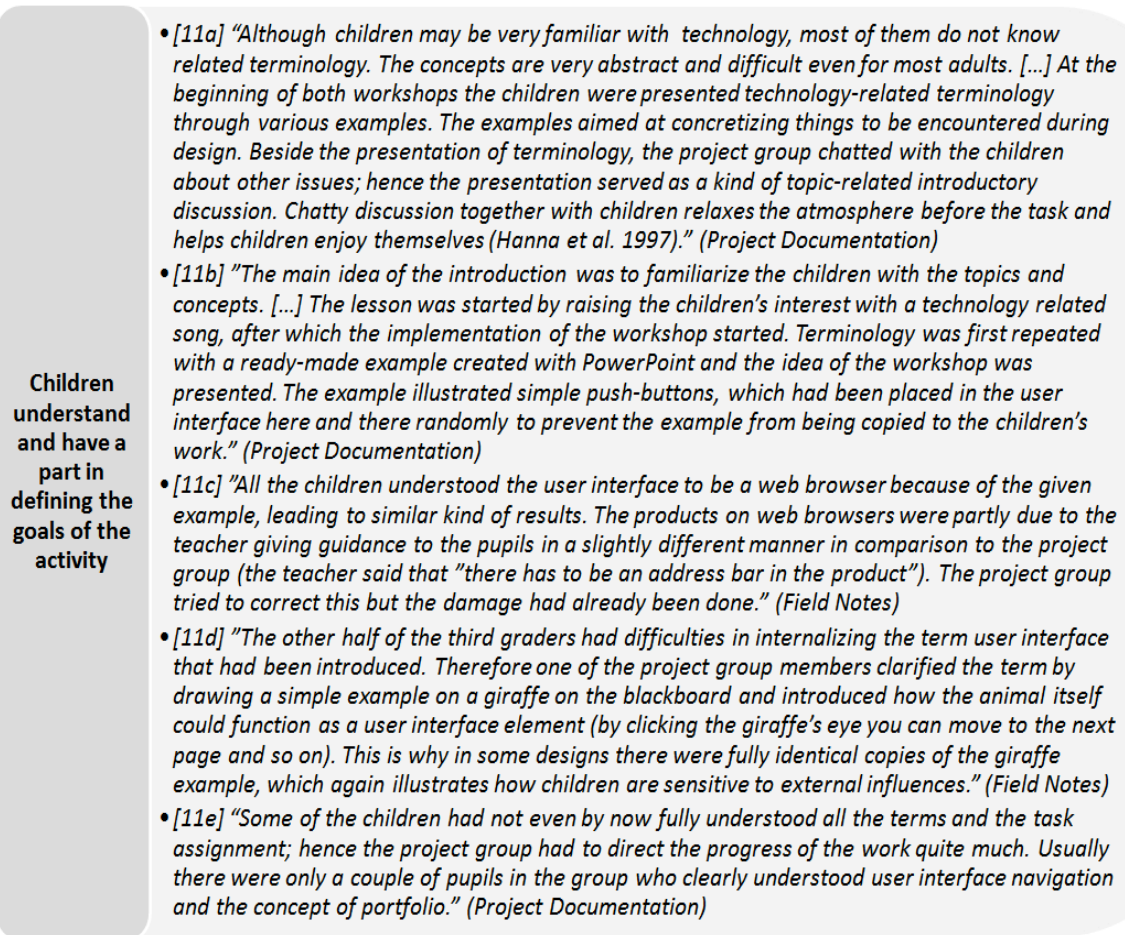 Children
understand
and have a
part in
defining the
goals of the
activity
• [11a] “Although children may be very familiar with technology, most of them do not know
related terminology. The concepts are very abstract and difficult even for most adults. […] At the
beginning of both workshops the children were presented technology-related terminology
through various examples. The examples aimed at concretizing things to be encountered during
design. Beside the presentation of terminology, the project group chatted with the children
about other issues; hence the presentation served as a kind of topic-related introductory
discussion. Chatty discussion together with children relaxes the atmosphere before the task and
helps children enjoy themselves (Hanna et al. 1997).” (Project Documentation)
• [11b] ”The main idea of the introduction was to familiarize the children with the topics and
concepts. […] The lesson was started by raising the children’s interest with a technology related
song, after which the implementation of the workshop started. Terminology was first repeated
with a ready-made example created with PowerPoint and the idea of the workshop was
presented. The example illustrated simple push-buttons, which had been placed in the user
interface here and there randomly to prevent the example from being copied to the children’s
work.” (Project Documentation)
• [11c] ”All the children understood the user interface to be a web browser because of the given
example, leading to similar kind of results. The products on web browsers were partly due to the
teacher giving guidance to the pupils in a slightly different manner in comparison to the project
group (the teacher said that ”there has to be an address bar in the product”). The project group
tried to correct this but the damage had already been done.” (Field Notes)
• [11d] ”The other half of the third graders had difficulties in internalizing the term user interface
that had been introduced. Therefore one of the project group members clarified the term by
drawing a simple example on a giraffe on the blackboard and introduced how the animal itself
could function as a user interface element (by clicking the giraffe’s eye you can move to the next
page and so on). This is why in some designs there were fully identical copies of the giraffe
example, which again illustrates how children are sensitive to external influences.” (Field Notes)
• [11e] “Some of the children had not even by now fully understood all the terms and the task
assignment; hence the project group had to direct the progress of the work quite much. Usually
there were only a couple of pupils in the group who clearly understood user interface navigation
and the concept of portfolio.” (Project Documentation)